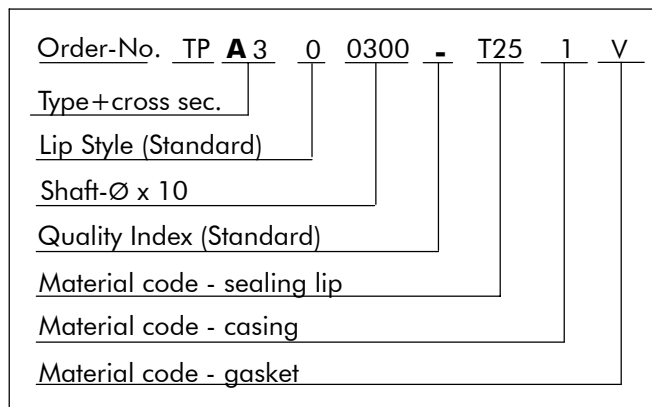 Order-No. TP A 3 0 0300 - T25 1 V
Type+cross sec.
Lip Style (Standard)
Shaft-Ø x 10
Quality Index (Standard)
Material code - sealing lip
Material code - casing
Material code - gasket